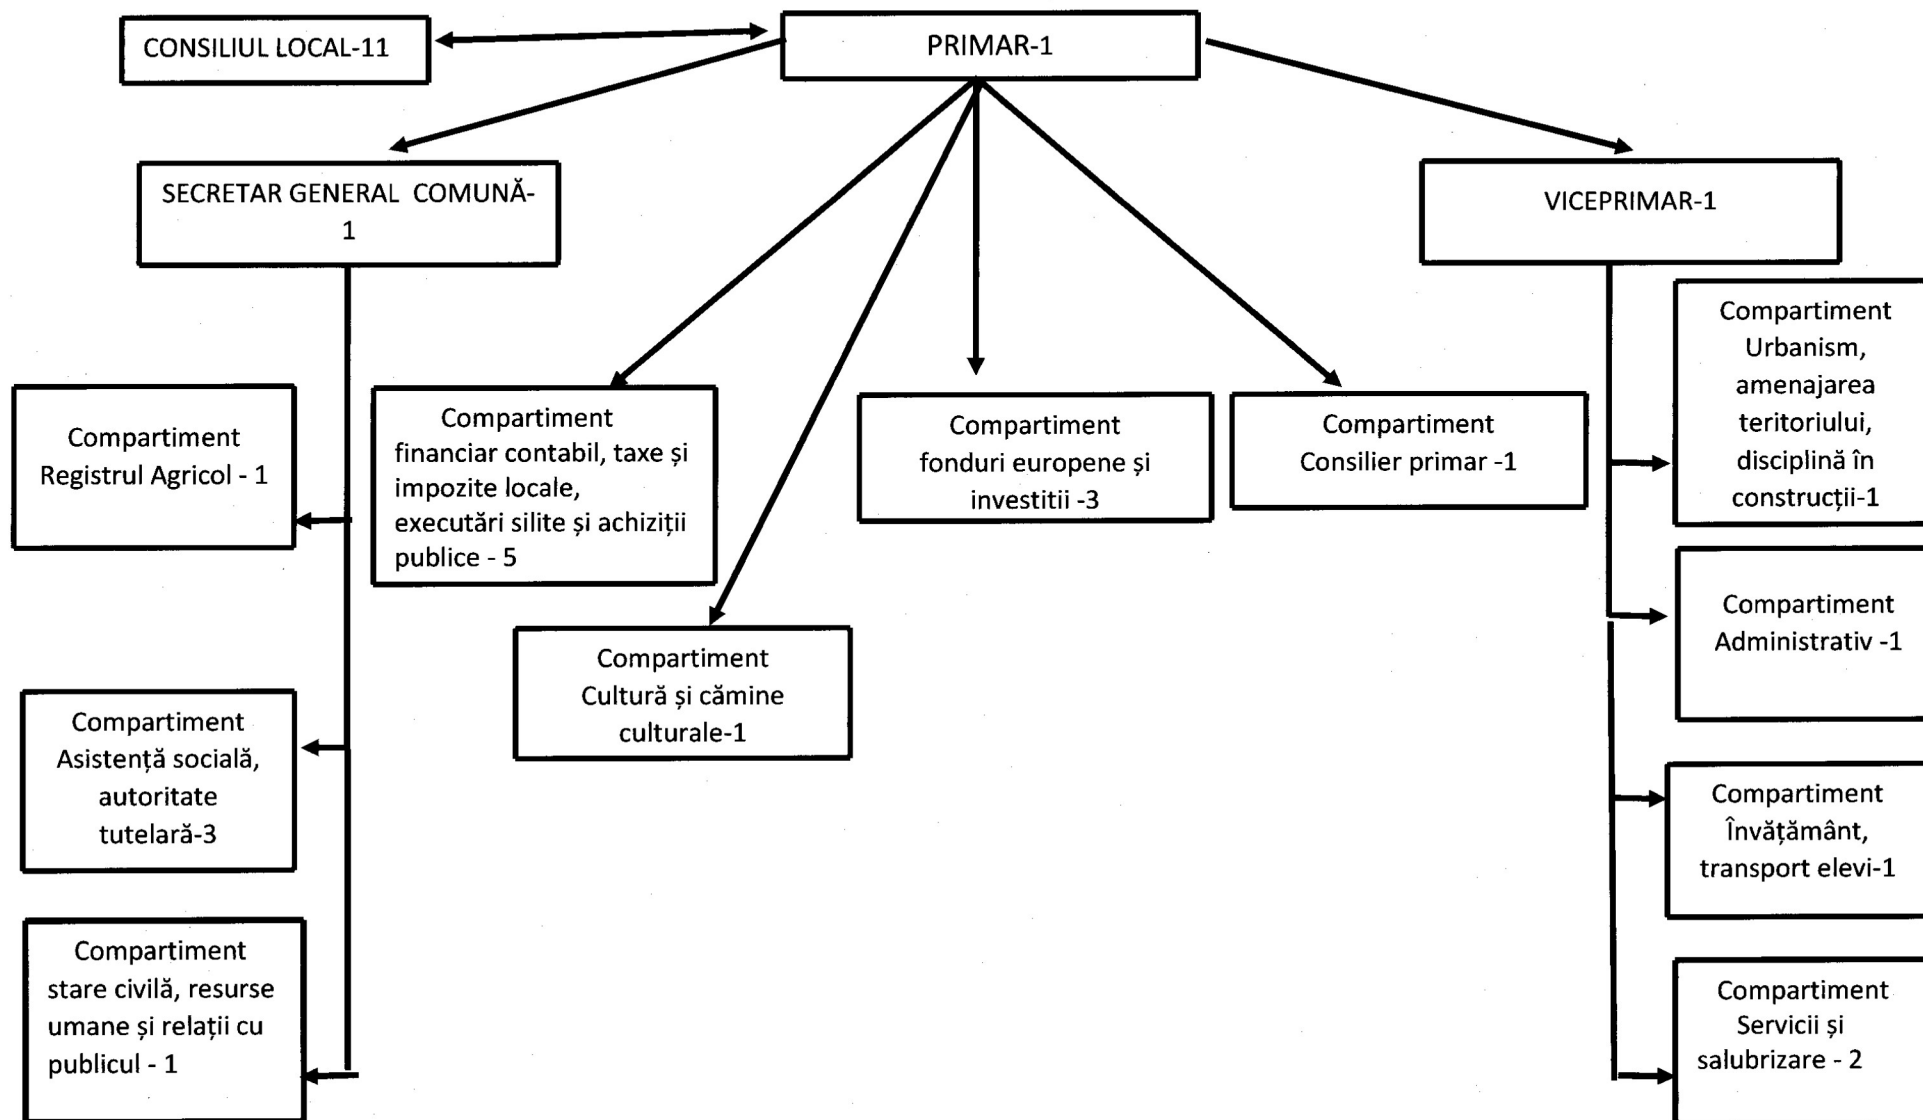 CONSILIUL LOCAL-11
PRIMAR-1
SECRETAR GENERAL COMUNĂ-
1
VICEPRIMAR-1
Compartiment
Registrul Agricol - 1
Compartiment
financiar contabil, taxe și
impozite locale,
executări silite și achiziții
publice - 5
Compartiment
fonduri europene și
investitii -3
Compartiment
Consilier primar -1
Compartiment
Urbanism,
amenajarea
teritoriului,
disciplină în
construcții-1
Compartiment
Administrativ -1
Compartiment
Cultură și cămine
culturale-1
Compartiment
Asistență socială,
autoritate
tutelară-3
Compartiment
Învățământ,
transport elevi-1
Compartiment
stare civilă, resurse
umane și relații cu
publicul - 1
Compartiment
Servicii și
salubrizare - 2